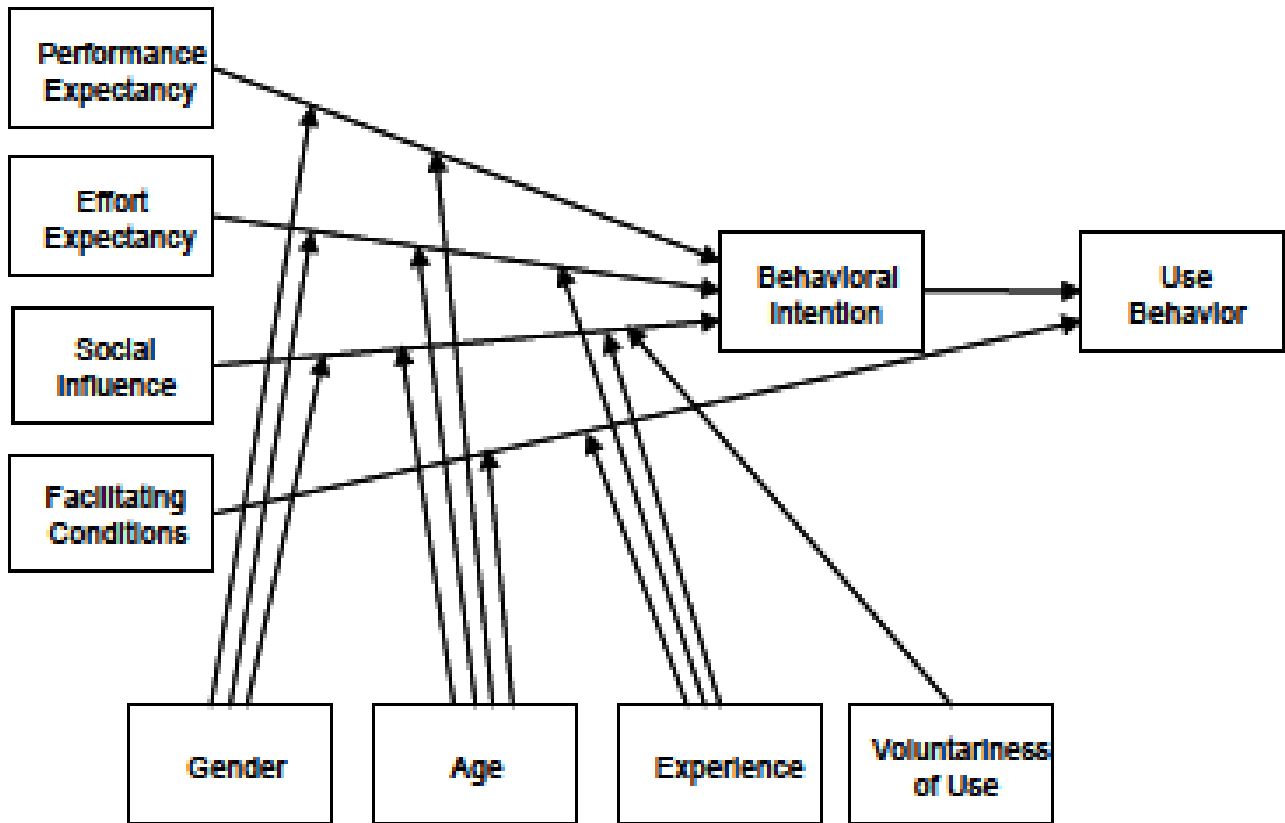 Performance
Expectancy
Effort
Expectancy
Social
Influence
Facilitating
Conditions
Behavioral
Intention
Use
Behavior
Gender
Age
Experience
Voluntariness
of Use